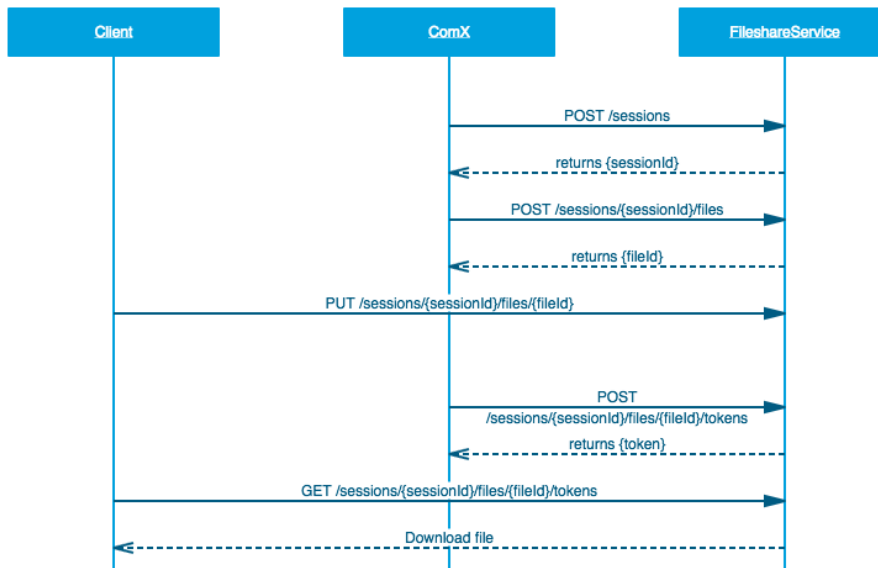 Client
ComX
FileshareService
POST /sessions
returns {sessionId}
POST /sessions/{sessionId}/files
returns {fileId}
PUT /sessions/{sessionId}/files/{fileId}
POST
/sessions/{sessionId}/files/{fileId}/tokens
returns {token}
GET /sessions/{sessionId}/files/{fileId}/tokens
Download file